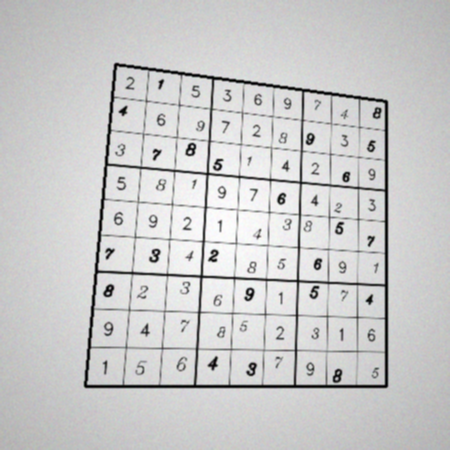 2 1 5 3 6 9 7 4 8
4 6 9 7 2 8 9 3 5
3 7 8 5 1 4 2 6 9
5 8 1 9 7 6 4 2 3
6 9 2 1 4 3 8 5 7
7 3 4 2 8 5 6 9 1
8 2 3 6 9 1 5 7 4
9 4 7 8 5 2 3 1 6
1 5 6 4 3 7 9 8 5